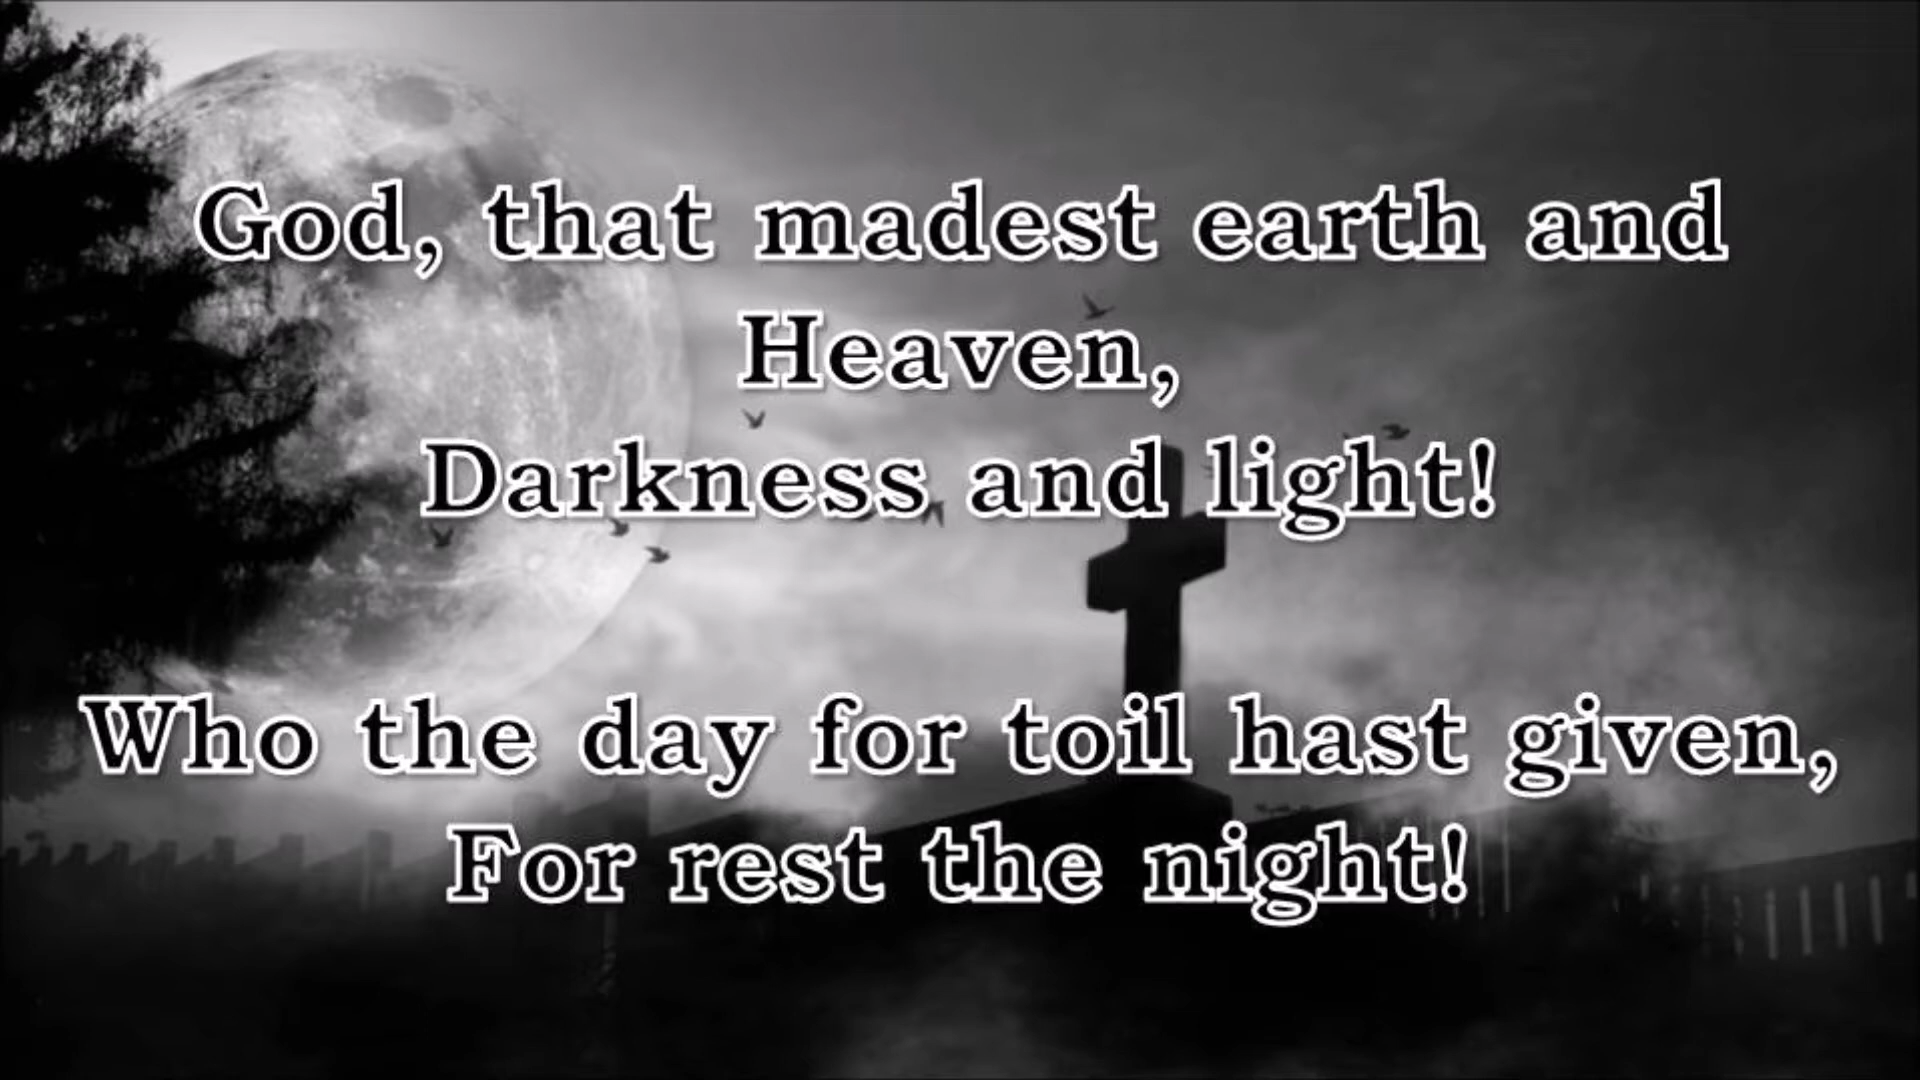 God, that madest earth and
Heaven,
Darkness and light!
Who the day for toil hast given,
For rest the night!